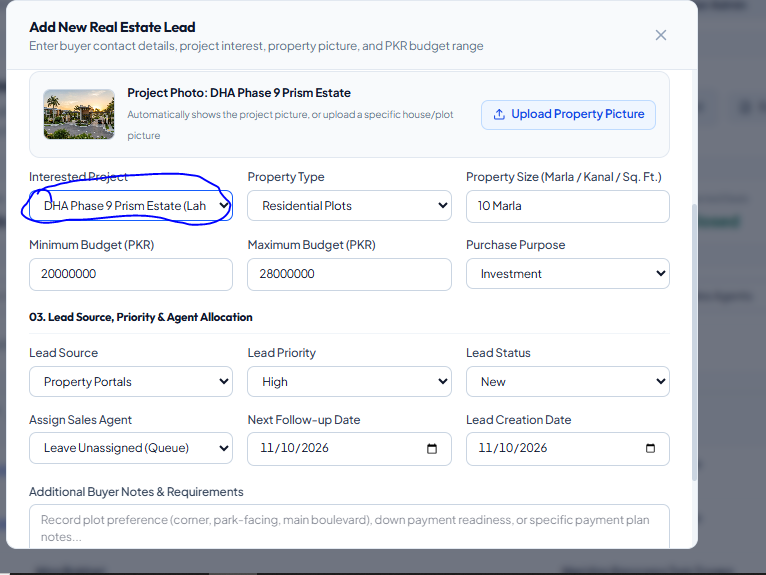 Add New Real Estate Lead
Enter buyer contact details, project interest, property picture, and PKR budget range
Project Photo: DHA Phase 9 Prism Estate
Automatically shows the project picture, or upload a specific house/plot
picture
Upload Property Picture
Interested Project
Property Type
Property Size (Marla / Kanal / Sq. Ft.)
DHA Phase 9 Prism Estate (Lah
Residential Plots
10 Marla
Minimum Budget (PKR)
Maximum Budget (PKR)
Purchase Purpose
20000000
28000000
Investment
03. Lead Source, Priority & Agent Allocation
Lead Source
Lead Priority
Lead Status
Property Portals
High
New
Assign Sales Agent
Next Follow-up Date
Lead Creation Date
Leave Unassigned (Queue)
11/10/2026
11/10/2026
Additional Buyer Notes & Requirements
Record plot preference (corner, park-facing, main boulevard), down payment readiness, or specific payment plan
notes...